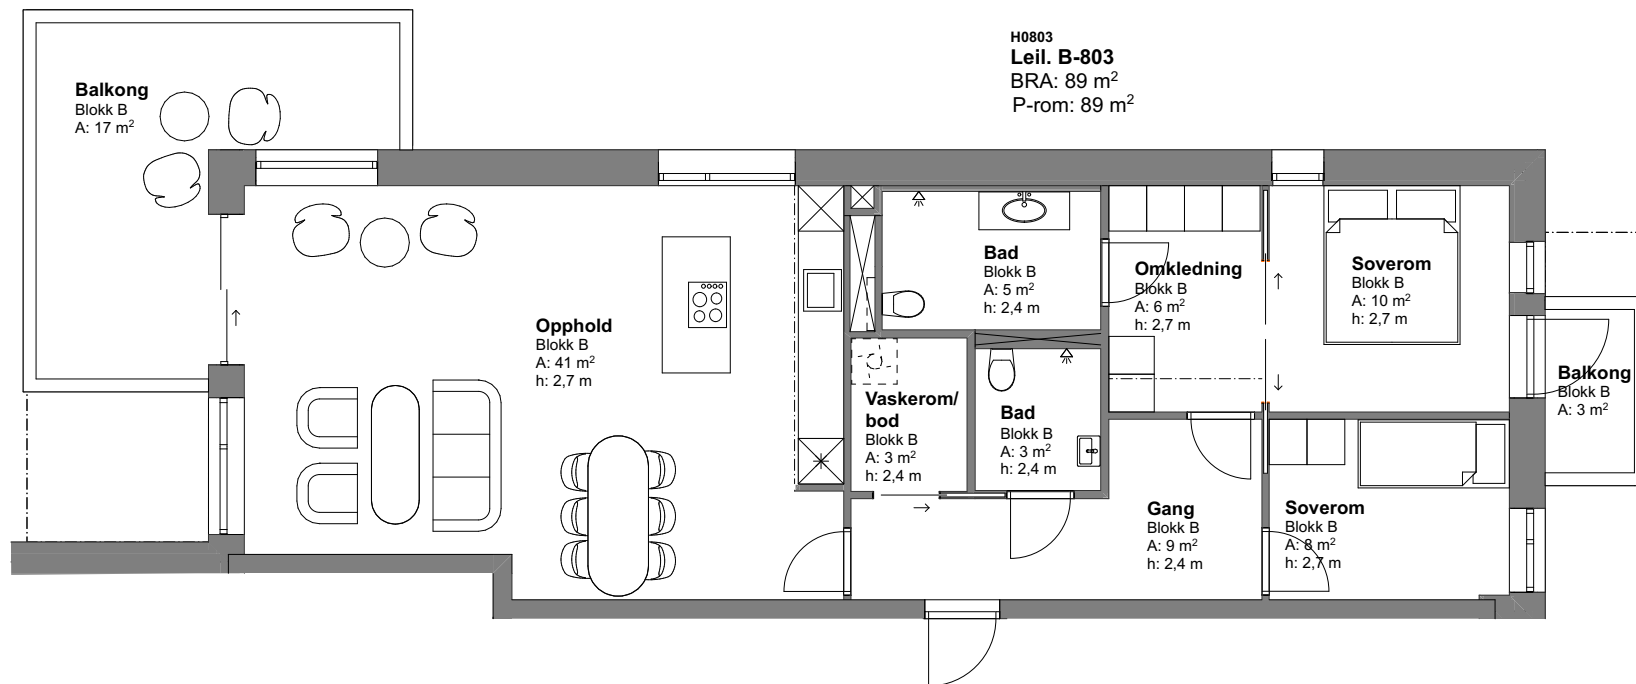 H0803
Leil. B-803
BRA: 89 m²
P-rom: 89 m²
Balkong
Blokk B
A: 17 m²
Opphold
Blokk B
A: 41 m²
h: 2,7 m
Bad
Blokk B
A: 5 m²
h: 2,4 m
Omkledning
Blokk B
A: 6 m²
h: 2,7 m
Soverom
Blokk B
A: 10 m²
h: 2,7 m
Balkong
Blokk B
A: 3 m²
Vaskerom/
bod
Blokk B
A: 3 m²
h: 2,4 m
Bad
Blokk B
A: 3 m²
h: 2,4 m
Gang
Blokk B
A: 9 m²
h: 2,4 m
Soverom
Blokk B
A: 8 m²
h: 2,7 m